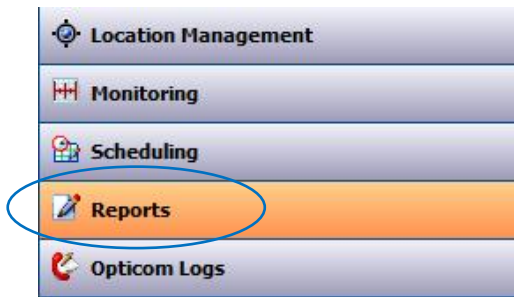 Location Management
Monitoring
Scheduling
Reports
Opticom Logs